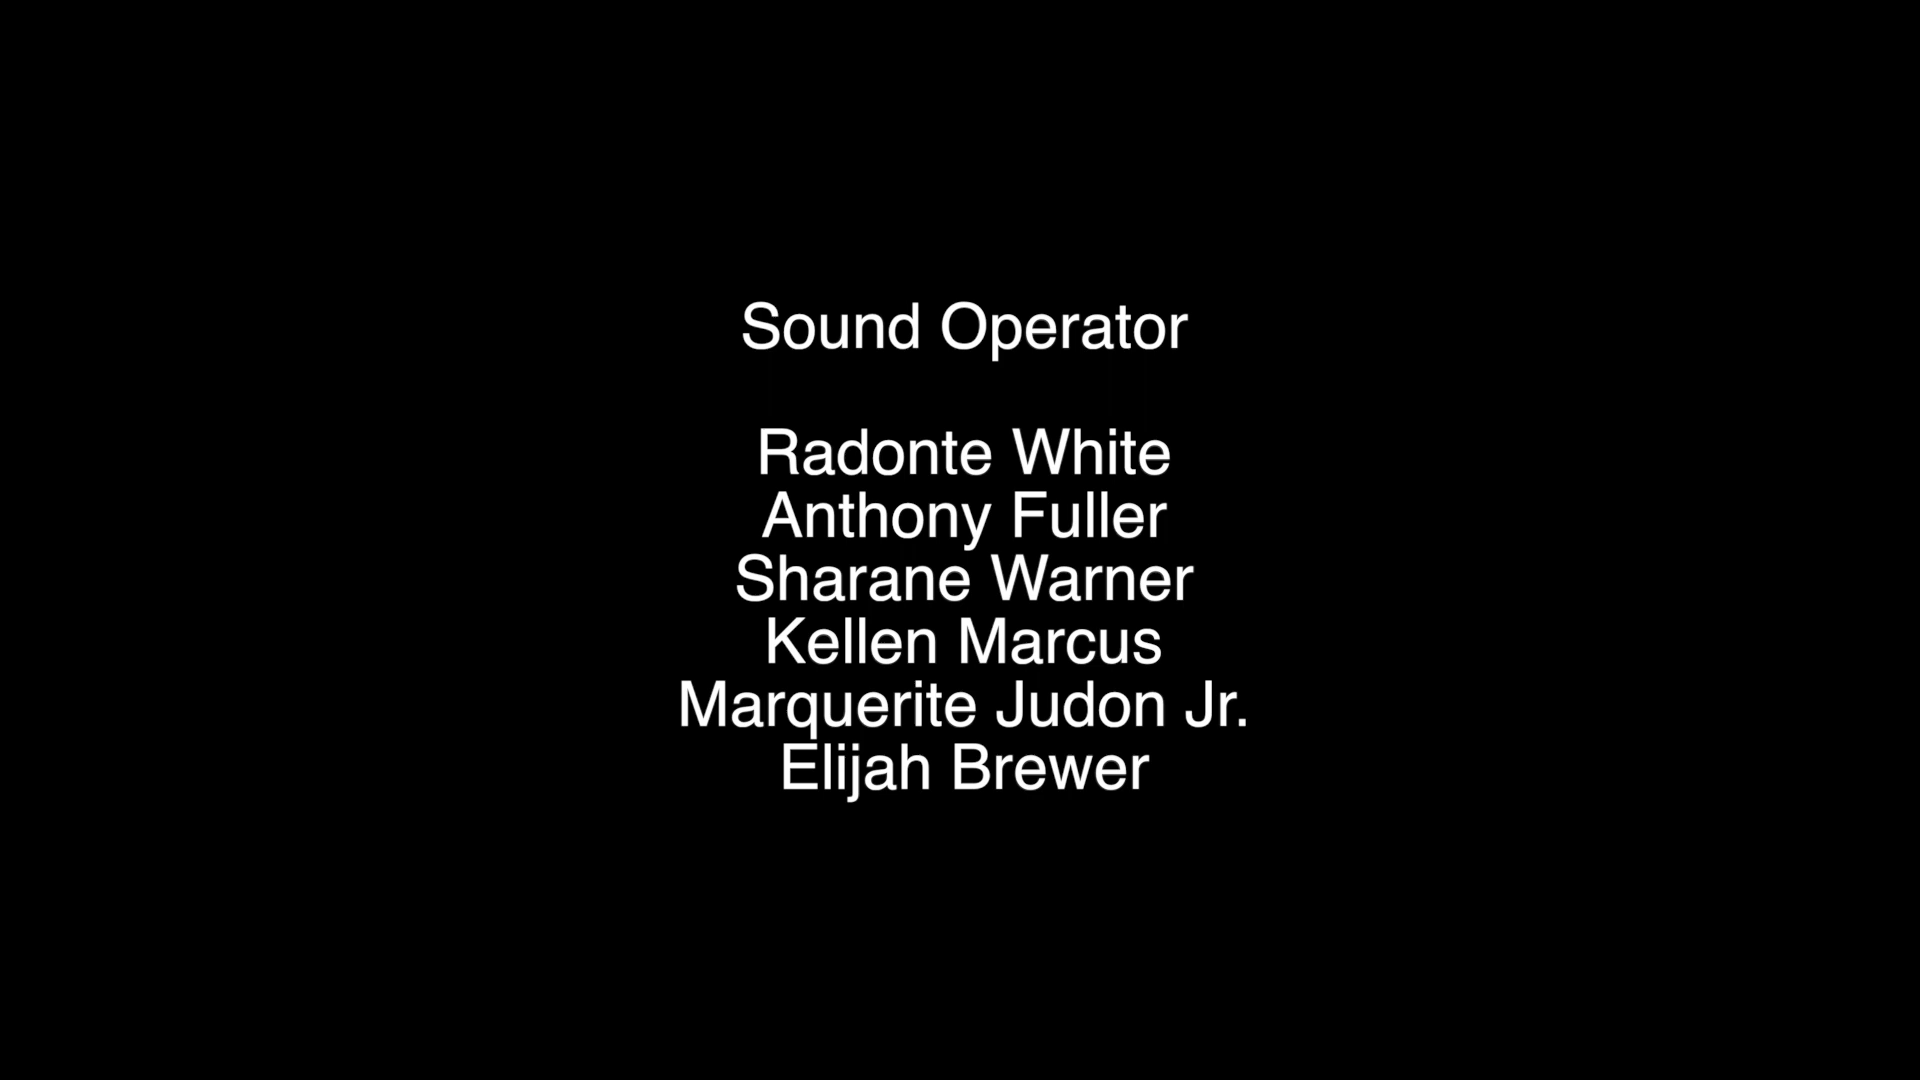 Sound Operator
Radonte White
Anthony Fuller
Sharane Warner
Kellen Marcus
Marquerite Judon Jr.
Elijah Brewer